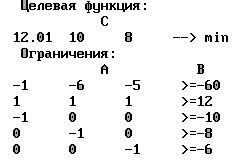 Целевая функция:
C
12.01 10 8 --> min
Ограничения:
A B
-1 -6 -5 >=-60
1 1 1 >=12
-1 0 0 >=-10
0 -1 0 >=-8
0 0 -1 >=-6